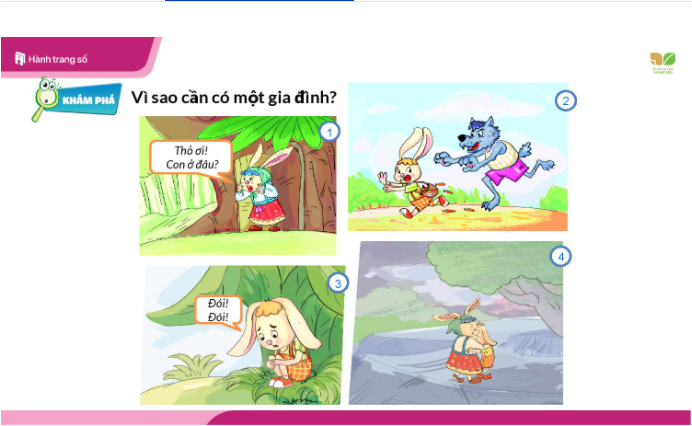 Hành trang số
KHÁM PHÁ
Vì sao cần có một gia đình?
1
Thỏ ơi!
Con ở đâu?
2
3
Đói!
Đói!
4